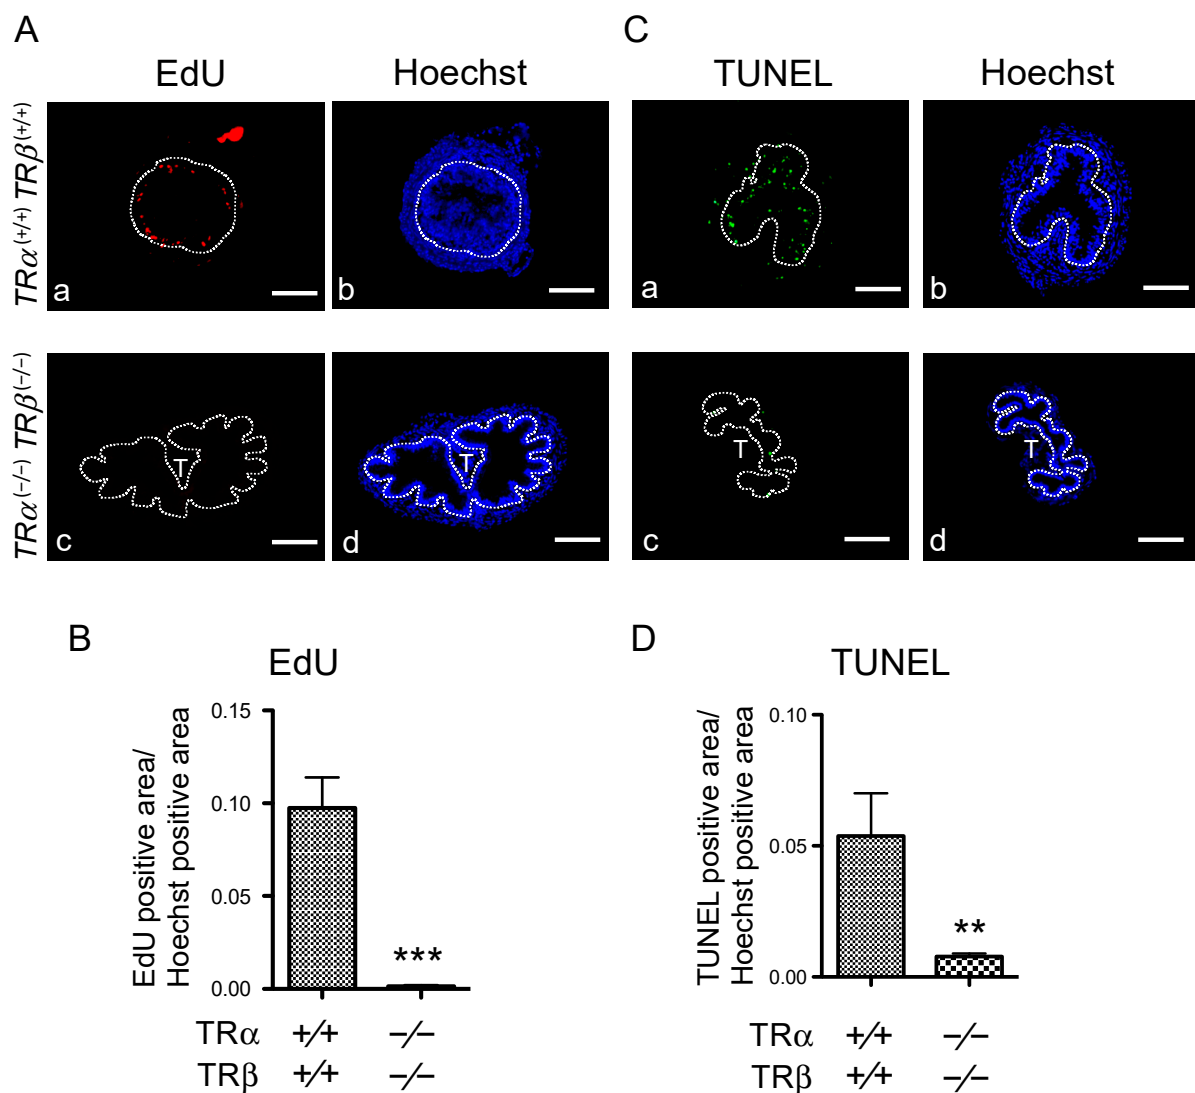 A
C
EdU
Hoechst
TUNEL
Hoechst
TRα(+/+) TRβ(+/+)
a
b
a
b
TRα(−/−) TRβ(−/−)
T
T
T
T
c
d
c
d
B
D
EdU
TUNEL
EdU positive area/
Hoechst positive area
0.15
0.10
0.05
0.00
***
TRα +/+ −/−
TRβ +/+ −/−
TUNEL positive area/
Hoechst positive area
0.10
0.05
0.00
**
TRα +/+ −/−
TRβ +/+ −/−